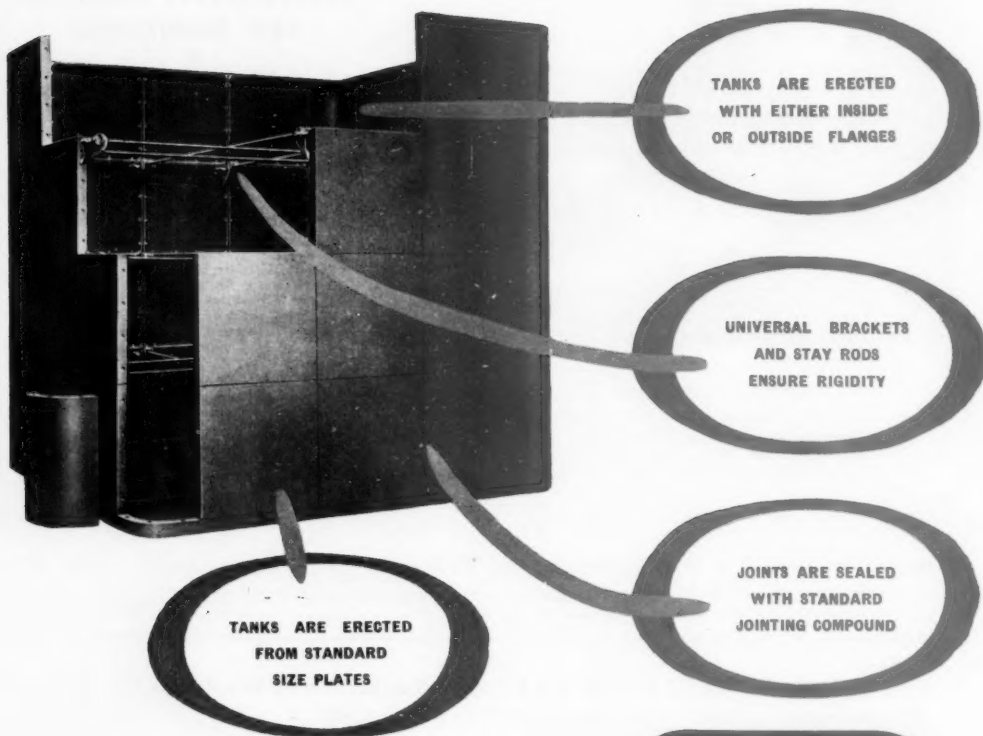 TANKS ARE ERECTED
WITH EITHER INSIDE
OR OUTSIDE FLANGES
UNIVERSAL BRACKETS
AND STAY RODS
ENSURE RIGIDITY
JOINTS ARE SEALED
WITH STANDARD
JOINTING COMPOUND
TANKS ARE ERECTED
FROM STANDARD
SIZE PLATES